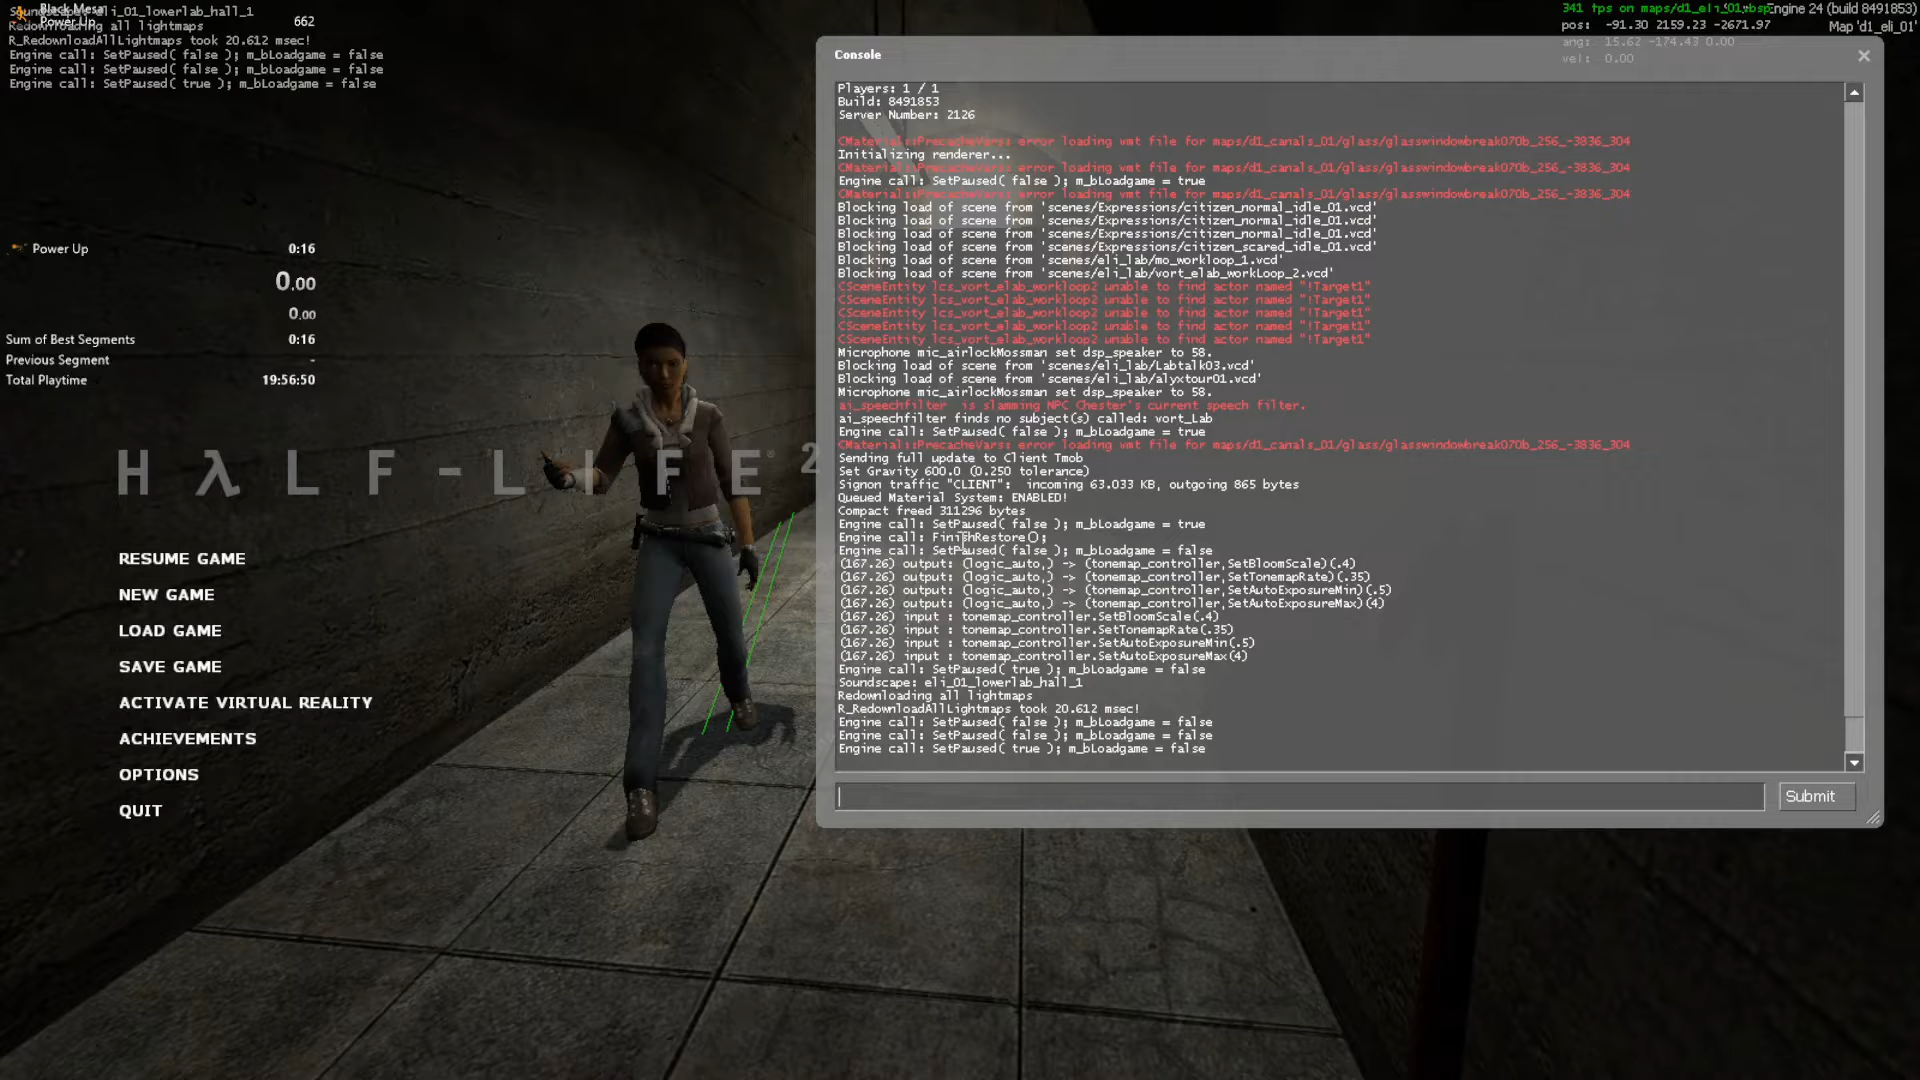 Black Mesa
Power Up 662
Soundscape: eli_01_lowerlab_hall_1
Redownloading all lightmaps
R_RedownloadAllLightmaps took 20.612 msec!
Engine call: SetPaused( false ); m_bLoadgame = false
Engine call: SetPaused( false ); m_bLoadgame = false
Engine call: SetPaused( true ); m_bLoadgame = false
341 fps on maps/d1_eli_01.bsp
Engine 24 (build 8491853)
pos: -91.30 2159.23 -2671.97
Map 'd1_eli_01'
ang: 15.62 -174.43 0.00
vel: 0.00
Power Up 0:16
0.00
0.00
Sum of Best Segments 0:16
Previous Segment -
Total Playtime 19:56:50
HλLF-LIFE 2
RESUME GAME
NEW GAME
LOAD GAME
SAVE GAME
ACTIVATE VIRTUAL REALITY
ACHIEVEMENTS
OPTIONS
QUIT
Console
Players: 1 / 1
Build: 8491853
Server Number: 2126
CMaterial::PrecacheVars: error loading vmt file for maps/d1_canals_01/glass/glasswindowbreak070b_256_-3836_304
Initializing renderer...
CMaterial::PrecacheVars: error loading vmt file for maps/d1_canals_01/glass/glasswindowbreak070b_256_-3836_304
Engine call: SetPaused( false ); m_bLoadgame = true
CMaterial::PrecacheVars: error loading vmt file for maps/d1_canals_01/glass/glasswindowbreak070b_256_-3836_304
Blocking load of scene from 'scenes/Expressions/citizen_normal_idle_01.vcd'
Blocking load of scene from 'scenes/Expressions/citizen_normal_idle_01.vcd'
Blocking load of scene from 'scenes/Expressions/citizen_normal_idle_01.vcd'
Blocking load of scene from 'scenes/Expressions/citizen_scared_idle_01.vcd'
Blocking load of scene from 'scenes/eli_lab/mo_workloop_1.vcd'
Blocking load of scene from 'scenes/eli_lab/vort_elab_workLoop_2.vcd'
CSceneEntity lcs_vort_elab_workloop2 unable to find actor named "!Target1"
CSceneEntity lcs_vort_elab_workloop2 unable to find actor named "!Target1"
CSceneEntity lcs_vort_elab_workloop2 unable to find actor named "!Target1"
CSceneEntity lcs_vort_elab_workloop2 unable to find actor named "!Target1"
CSceneEntity lcs_vort_elab_workloop2 unable to find actor named "!Target1"
Microphone mic_airlockMossman set dsp_speaker to 58.
Blocking load of scene from 'scenes/eli_lab/Labtalk03.vcd'
Blocking load of scene from 'scenes/eli_lab/alyxtour01.vcd'
Microphone mic_airlockMossman set dsp_speaker to 58.
ai_speechfilter  is slamming NPC Chester's current speech filter.
ai_speechfilter finds no subject(s) called: vort_Lab
Engine call: SetPaused( false ); m_bLoadgame = true
CMaterial::PrecacheVars: error loading vmt file for maps/d1_canals_01/glass/glasswindowbreak070b_256_-3836_304
Sending full update to Client Tmob
Set Gravity 600.0 (0.250 tolerance)
Signon traffic "CLIENT":  incoming 63.033 KB, outgoing 865 bytes
Queued Material System: ENABLED!
Compact freed 311296 bytes
Engine call: SetPaused( false ); m_bLoadgame = true
Engine call: FinishRestore();
Engine call: SetPaused( false ); m_bLoadgame = false
(167.26) output: (logic_auto,) -> (tonemap_controller,SetBloomScale)(.4)
(167.26) output: (logic_auto,) -> (tonemap_controller,SetTonemapRate)(.35)
(167.26) output: (logic_auto,) -> (tonemap_controller,SetAutoExposureMin)(.5)
(167.26) output: (logic_auto,) -> (tonemap_controller,SetAutoExposureMax)(4)
(167.26) input : tonemap_controller.SetBloomScale(.4)
(167.26) input : tonemap_controller.SetTonemapRate(.35)
(167.26) input : tonemap_controller.SetAutoExposureMin(.5)
(167.26) input : tonemap_controller.SetAutoExposureMax(4)
Engine call: SetPaused( true ); m_bLoadgame = false
Soundscape: eli_01_lowerlab_hall_1
Redownloading all lightmaps
R_RedownloadAllLightmaps took 20.612 msec!
Engine call: SetPaused( false ); m_bLoadgame = false
Engine call: SetPaused( false ); m_bLoadgame = false
Engine call: SetPaused( true ); m_bLoadgame = false
Submit